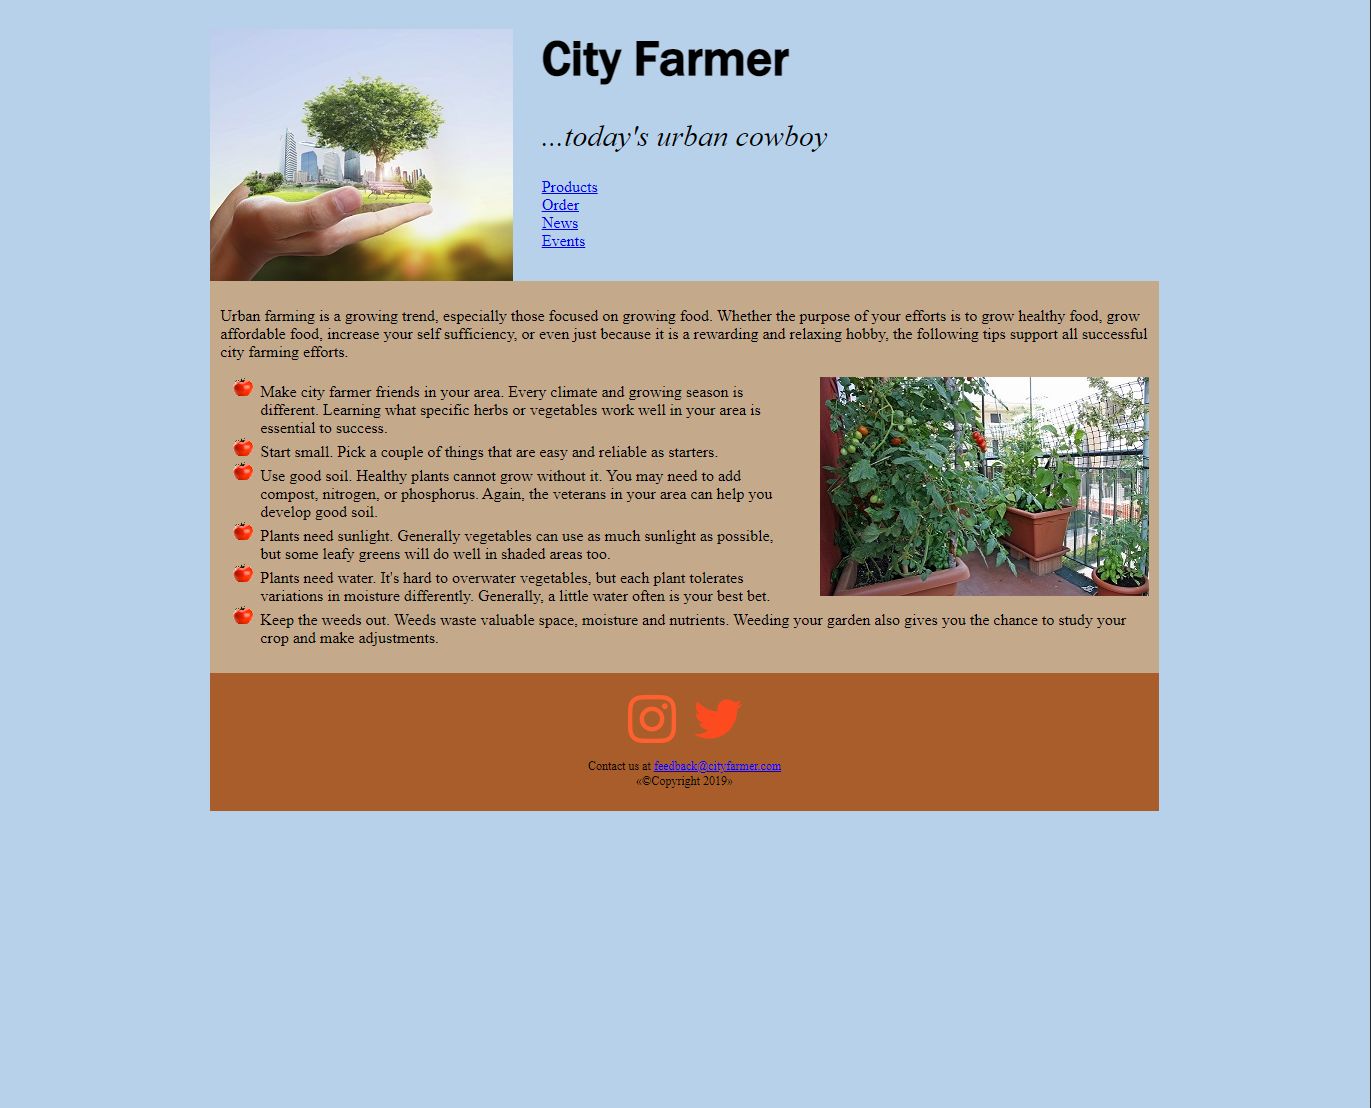 City Farmer
...today's urban cowboy
Products
Order
News
Events
Urban farming is a growing trend, especially those focused on growing food. Whether the purpose of your efforts is to grow healthy food, grow
affordable food, increase your self sufficiency, or even just because it is a rewarding and relaxing hobby, the following tips support all successful
city farming efforts.
Make city farmer friends in your area. Every climate and growing season is
different. Learning what specific herbs or vegetables work well in your area is
essential to success.
Start small. Pick a couple of things that are easy and reliable as starters.
Use good soil. Healthy plants cannot grow without it. You may need to add
compost, nitrogen, or phosphorus. Again, the veterans in your area can help you
develop good soil.
Plants need sunlight. Generally vegetables can use as much sunlight as possible,
but some leafy greens will do well in shaded areas too.
Plants need water. It's hard to overwater vegetables, but each plant tolerates
variations in moisture differently. Generally, a little water often is your best bet.
Keep the weeds out. Weeds waste valuable space, moisture and nutrients. Weeding your garden also gives you the chance to study your
crop and make adjustments.
Contact us at feedback@cityfarmer.com
«©Copyright 2019»